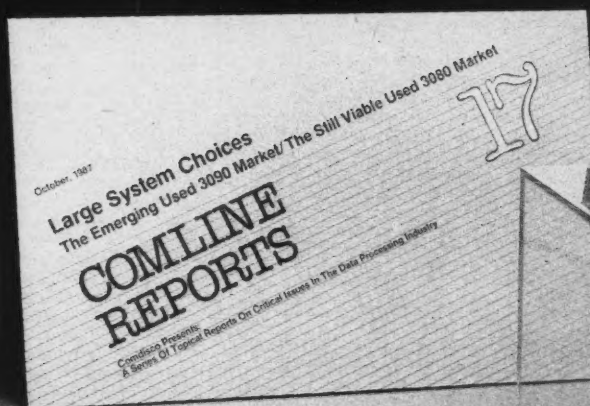 October, 1987
17
Large System Choices
The Emerging Used 3090 Market/The Still Viable Used 3080 Market
COMLINE
REPORTS
Comdisco Presents:
A Series Of Topical Reports On Critical Issues In The Data Processing Industry